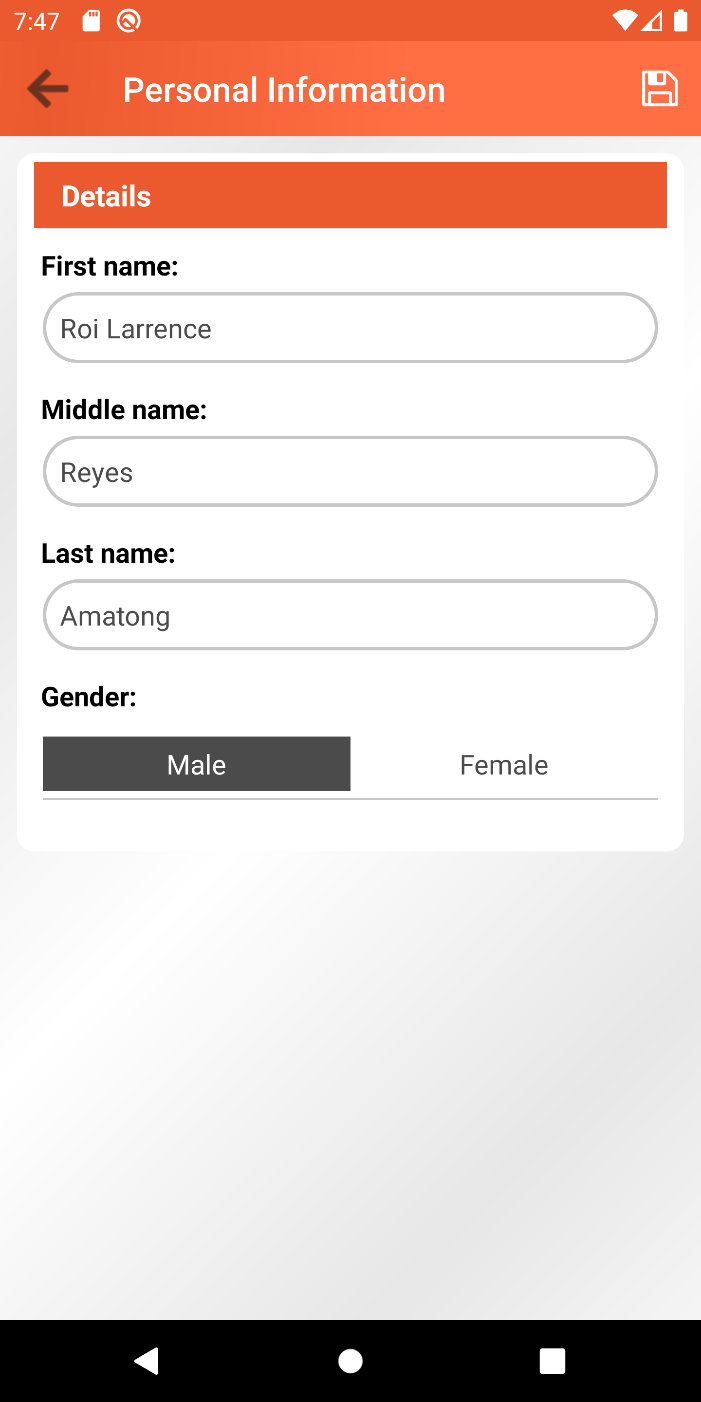 7:47
Personal Information
Details
First name:
Roi Larrence
Middle name:
Reyes
Last name:
Amatong
Gender:
Male Female